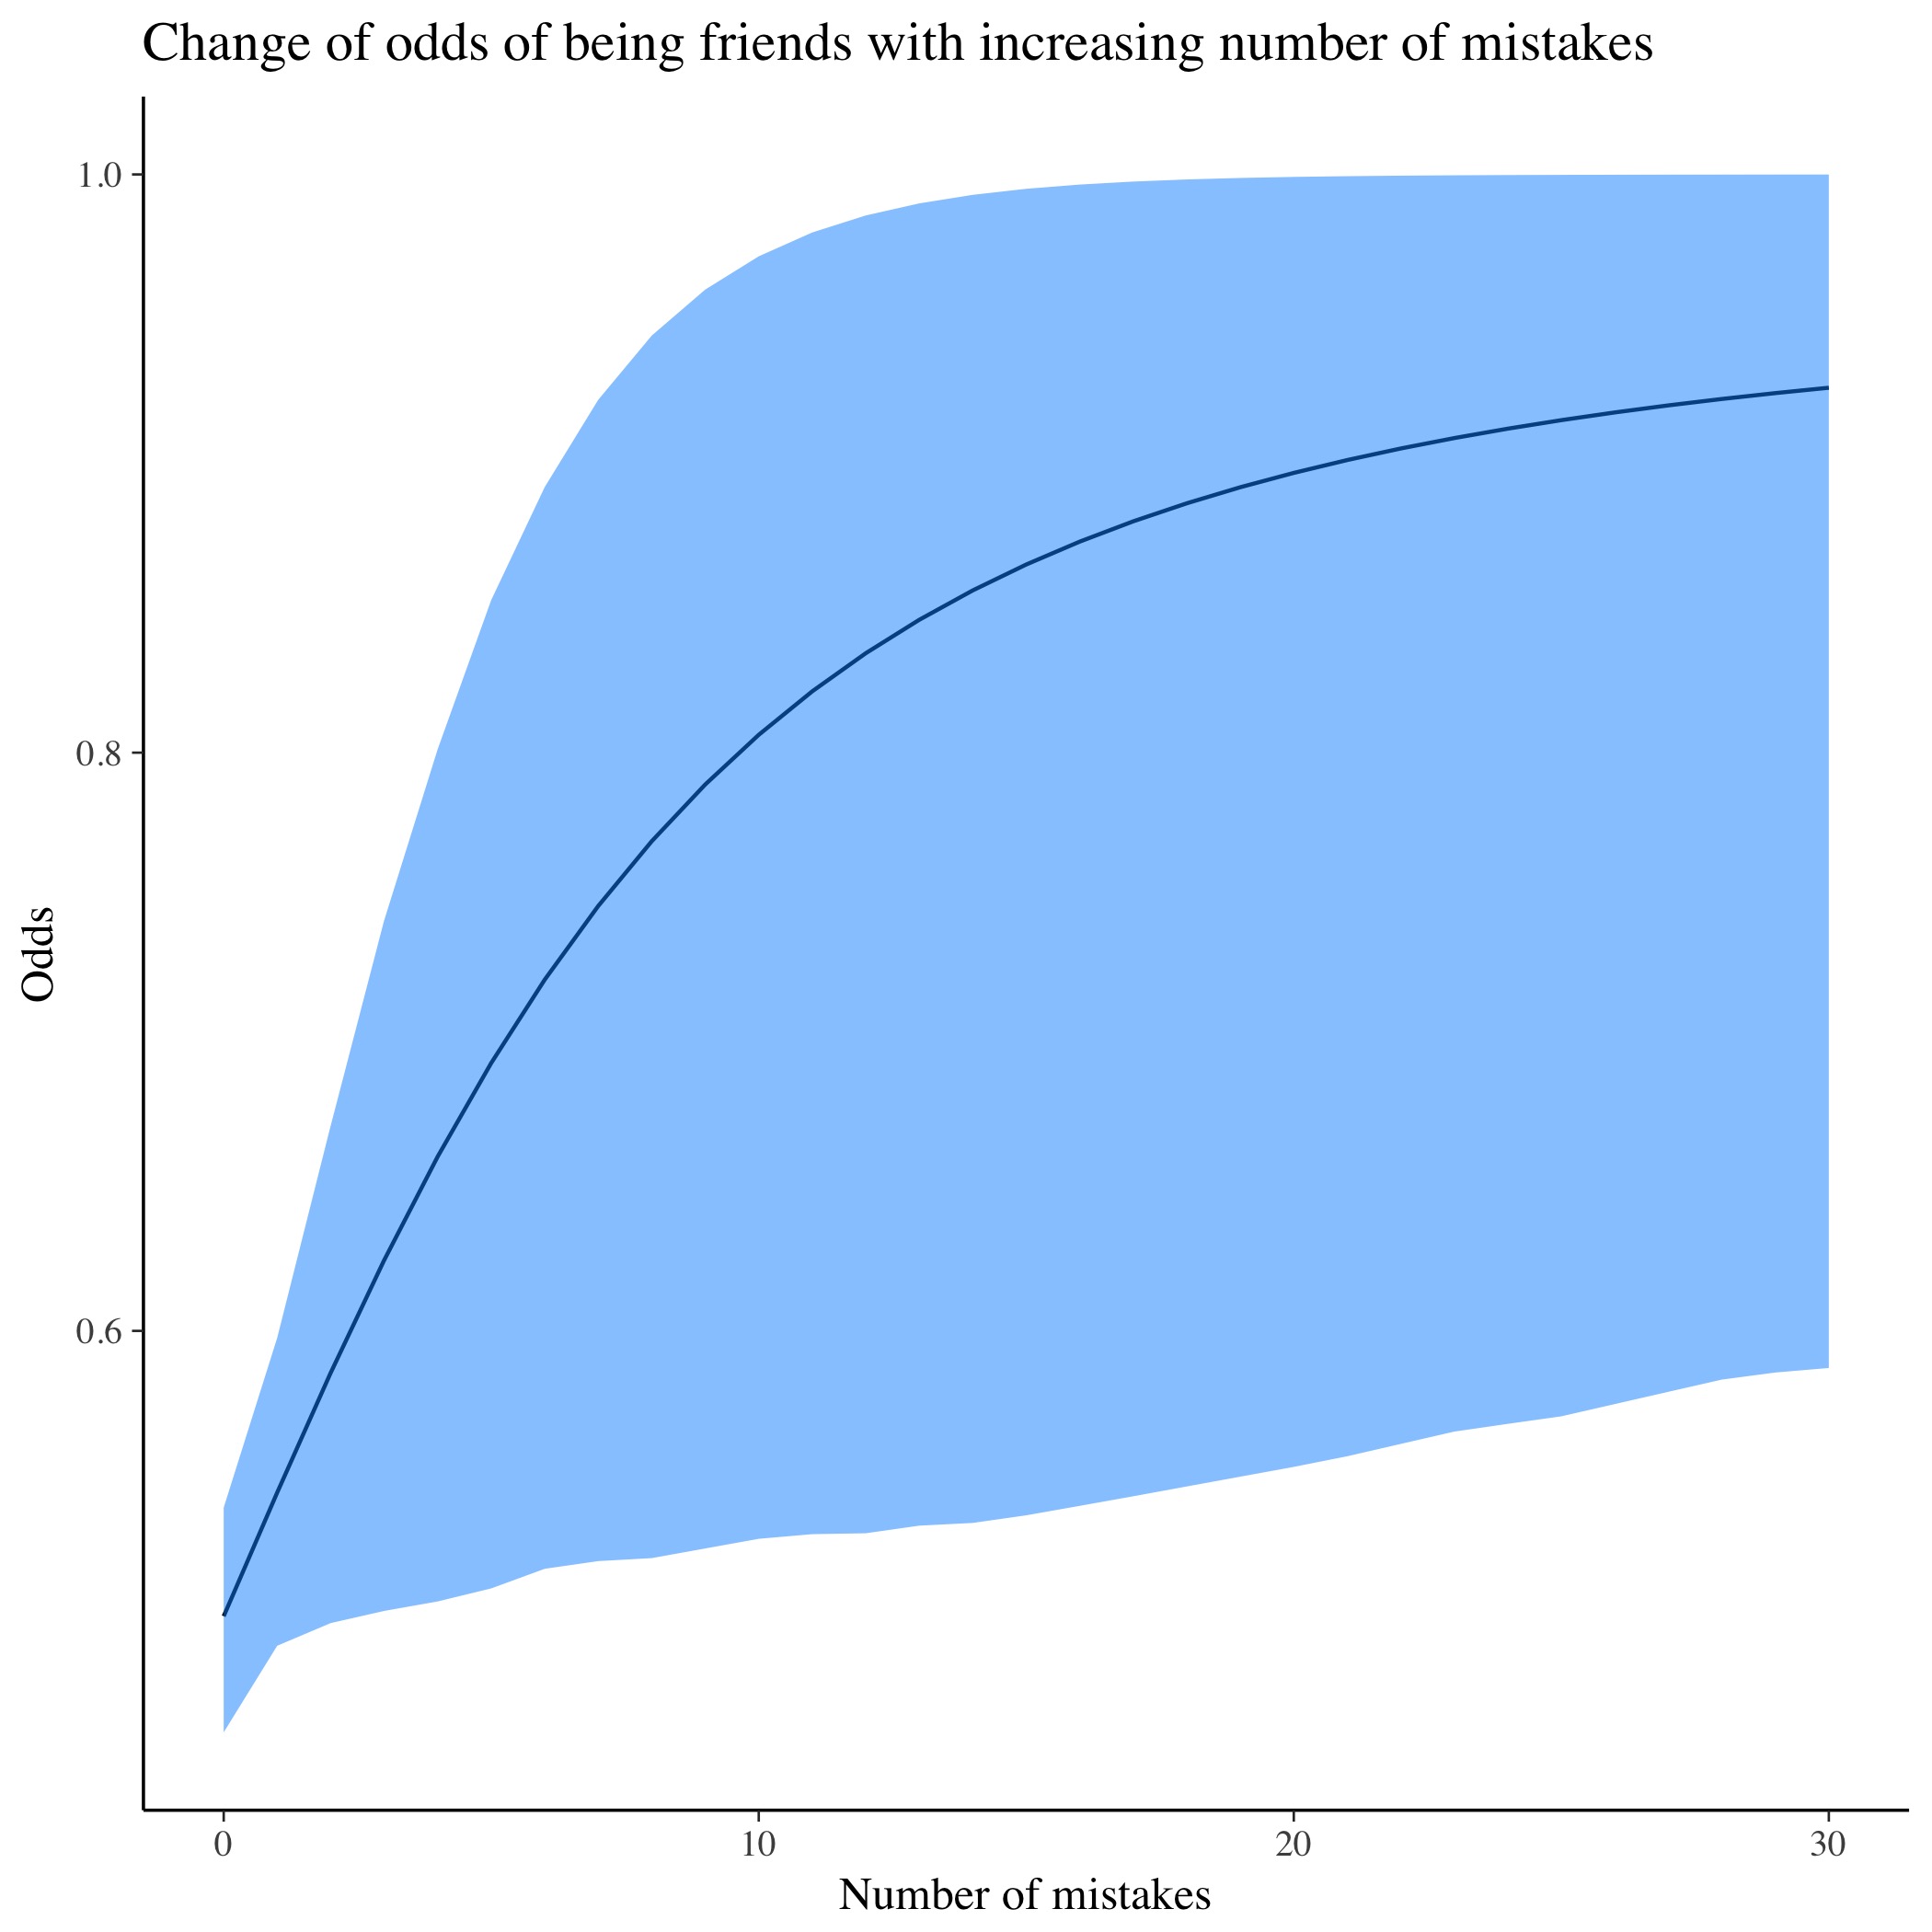 Change of odds of being friends with increasing number of mistakes
1.0
0.8
0.6
Odds
0 10 20 30
Number of mistakes